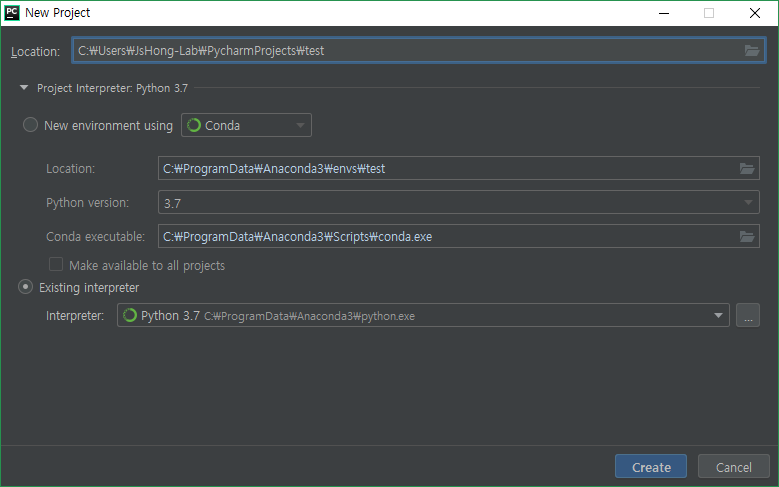 PC New Project
Location: C:₩Users₩JsHong-Lab₩PycharmProjects₩test
Project Interpreter: Python 3.7
New environment using Conda
Location: C:₩ProgramData₩Anaconda3₩envs₩test
Python version: 3.7
Conda executable: C:₩ProgramData₩Anaconda3₩Scripts₩conda.exe
Make available to all projects
Existing interpreter
Interpreter: Python 3.7 C:₩ProgramData₩Anaconda3₩python.exe ...
Create Cancel